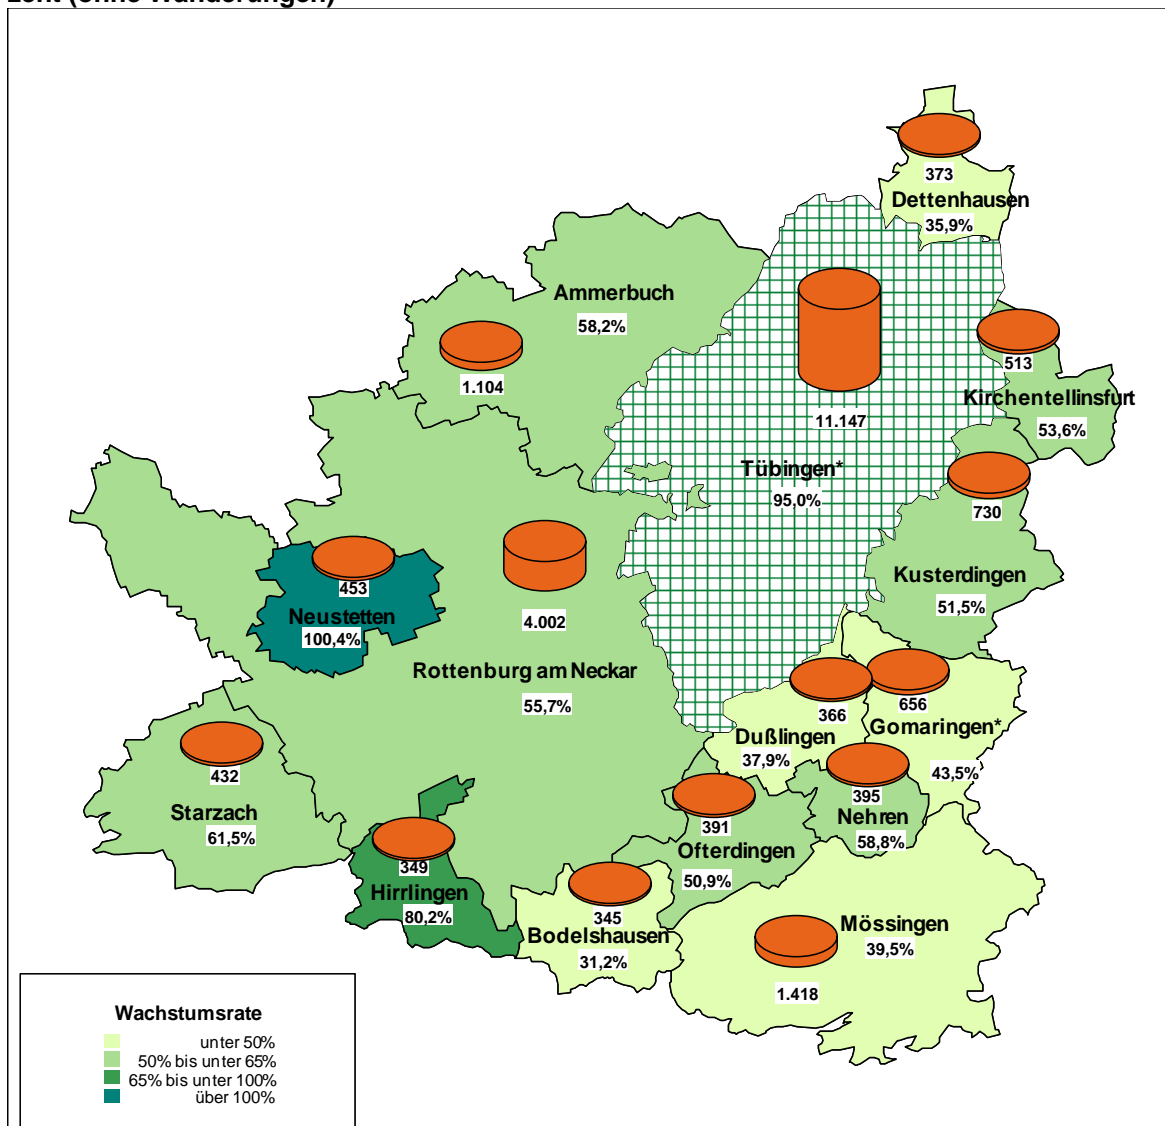 373
Dettenhausen
35,9%
Ammerbuch
58,2%
1.104
11.147
Tübingen*
95,0%
513
Kirchentellinsfurt
53,6%
730
Kusterdingen
51,5%
453
Neustetten
100,4%
4.002
Rottenburg am Neckar
55,7%
366
Dußlingen
37,9%
656
Gomaringen*
43,5%
432
Starzach
61,5%
395
Nehren
58,8%
391
Ofterdingen
50,9%
349
Hirrlingen
80,2%
345
Bodelshausen
31,2%
Mössingen
39,5%
1.418
Wachstumsrate
unter 50%
50% bis unter 65%
65% bis unter 100%
über 100%